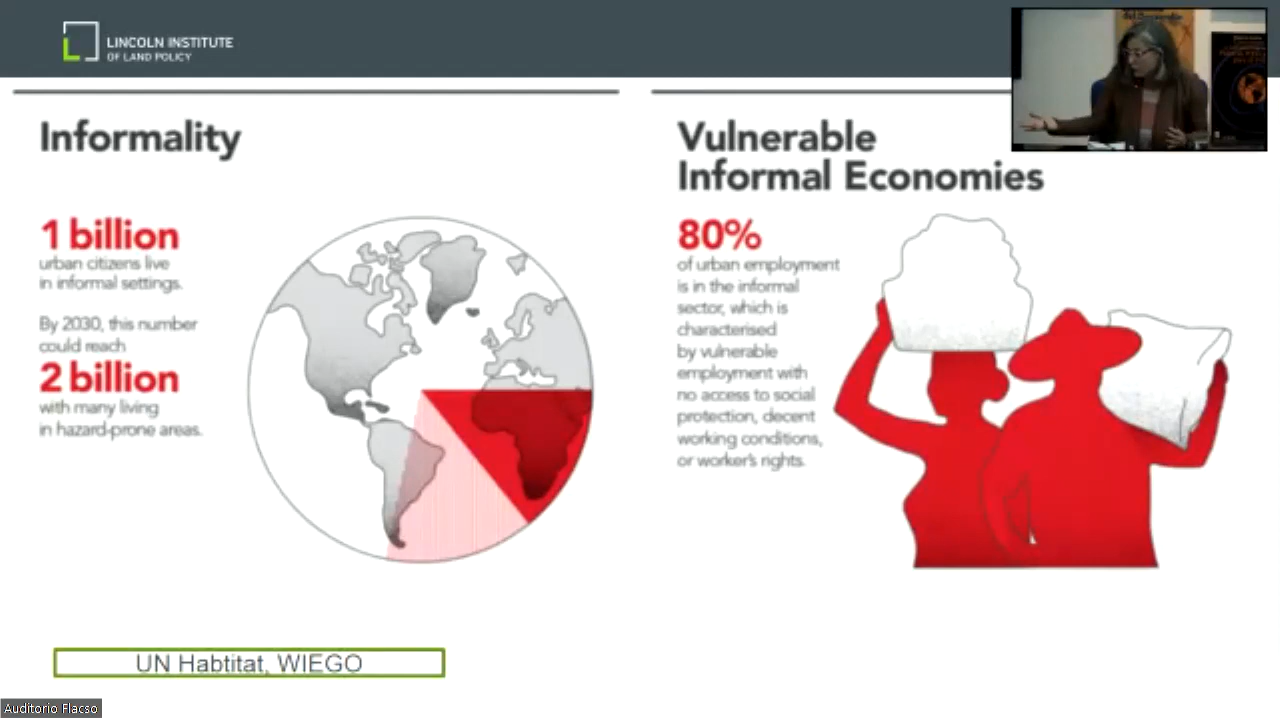 LINCOLN INSTITUTE
OF LAND POLICY
Informality
1 billion
urban citizens live
in informal settings.
By 2030, this number
could reach
2 billion
with many living
in hazard-prone areas.
Vulnerable
Informal Economies
80%
of urban employment
is in the informal
sector, which is
characterised
by vulnerable
employment with
no access to social
protection, decent
working conditions,
or worker's rights.
UN Habtitat, WIEGO
Auditorio Flacso